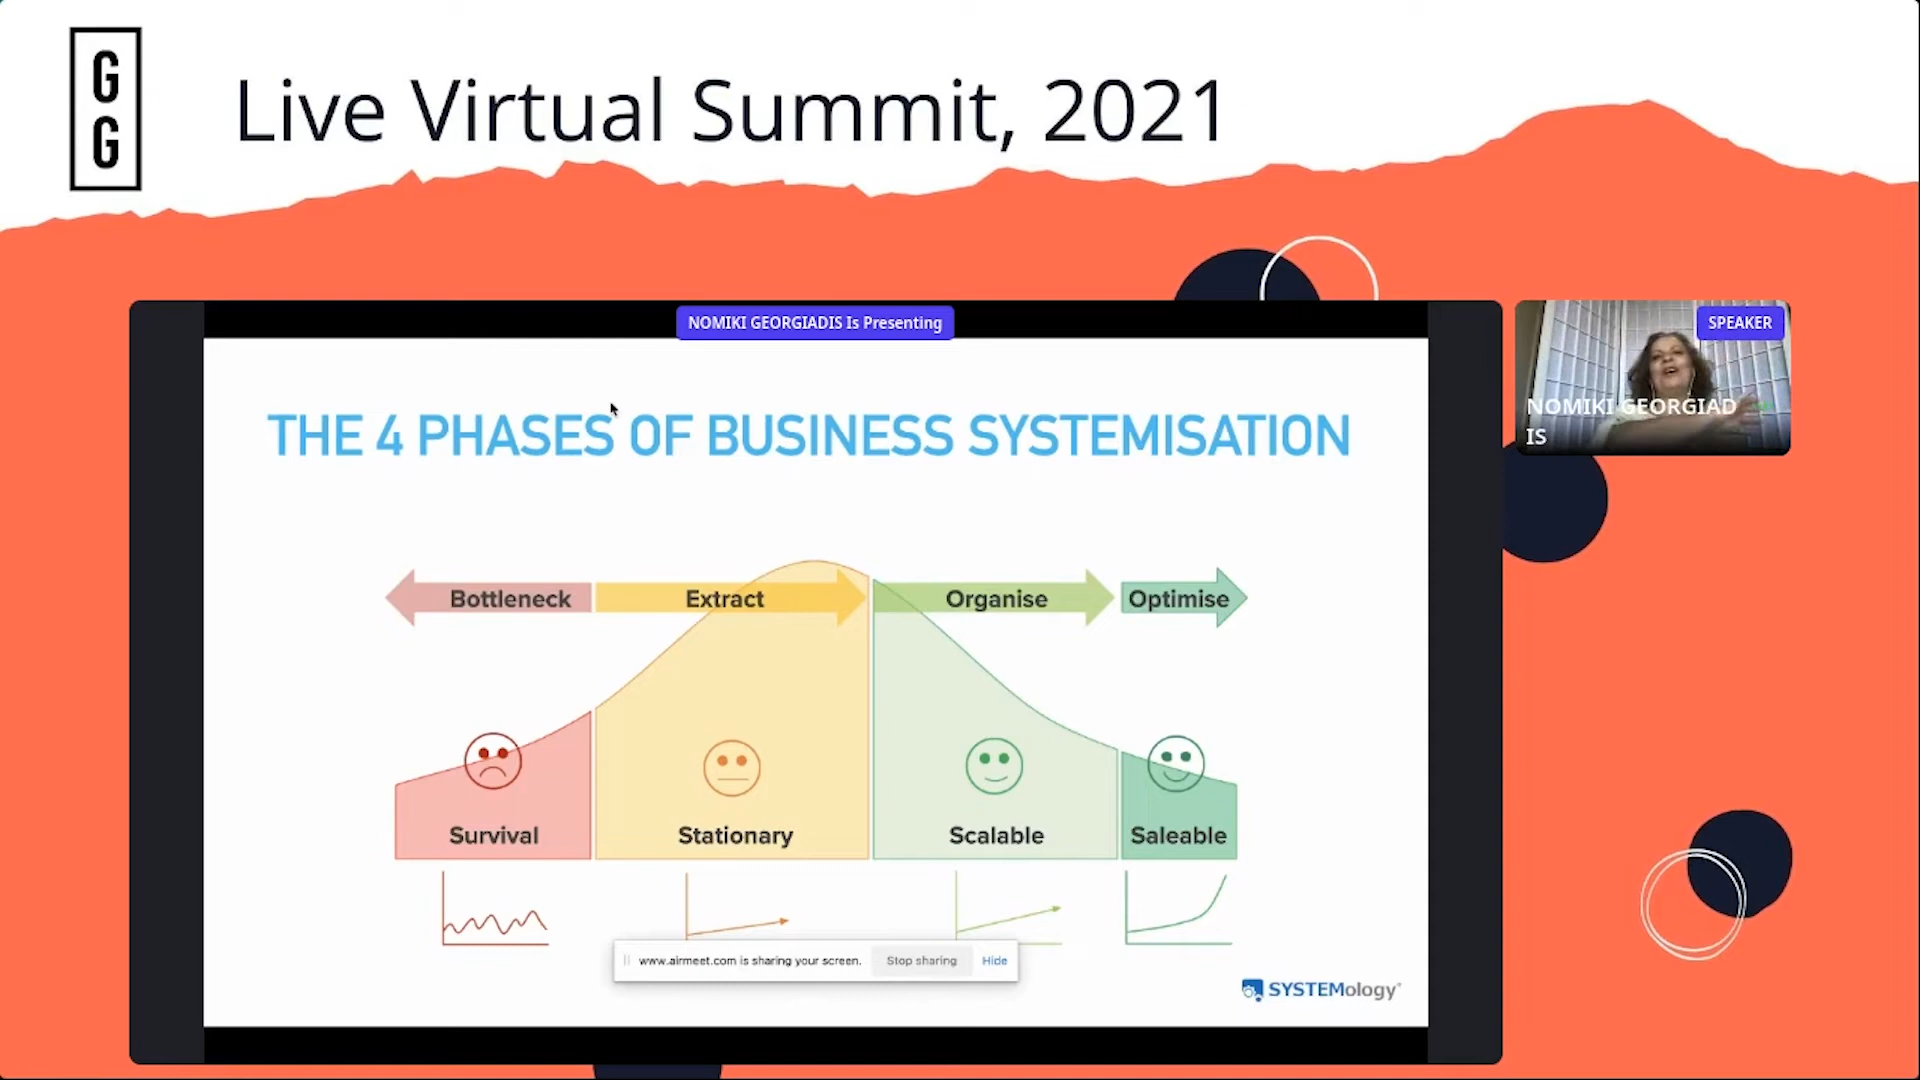 G
G
Live Virtual Summit, 2021
NOMIKI GEORGIADIS Is Presenting
SPEAKER
NOMIKI GEORGIAD
IS
THE 4 PHASES OF BUSINESS SYSTEMISATION
Bottleneck Extract Organise Optimise
Survival Stationary Scalable Saleable
www.airmeet.com is sharing your screen. Stop sharing Hide
SYSTEMology®